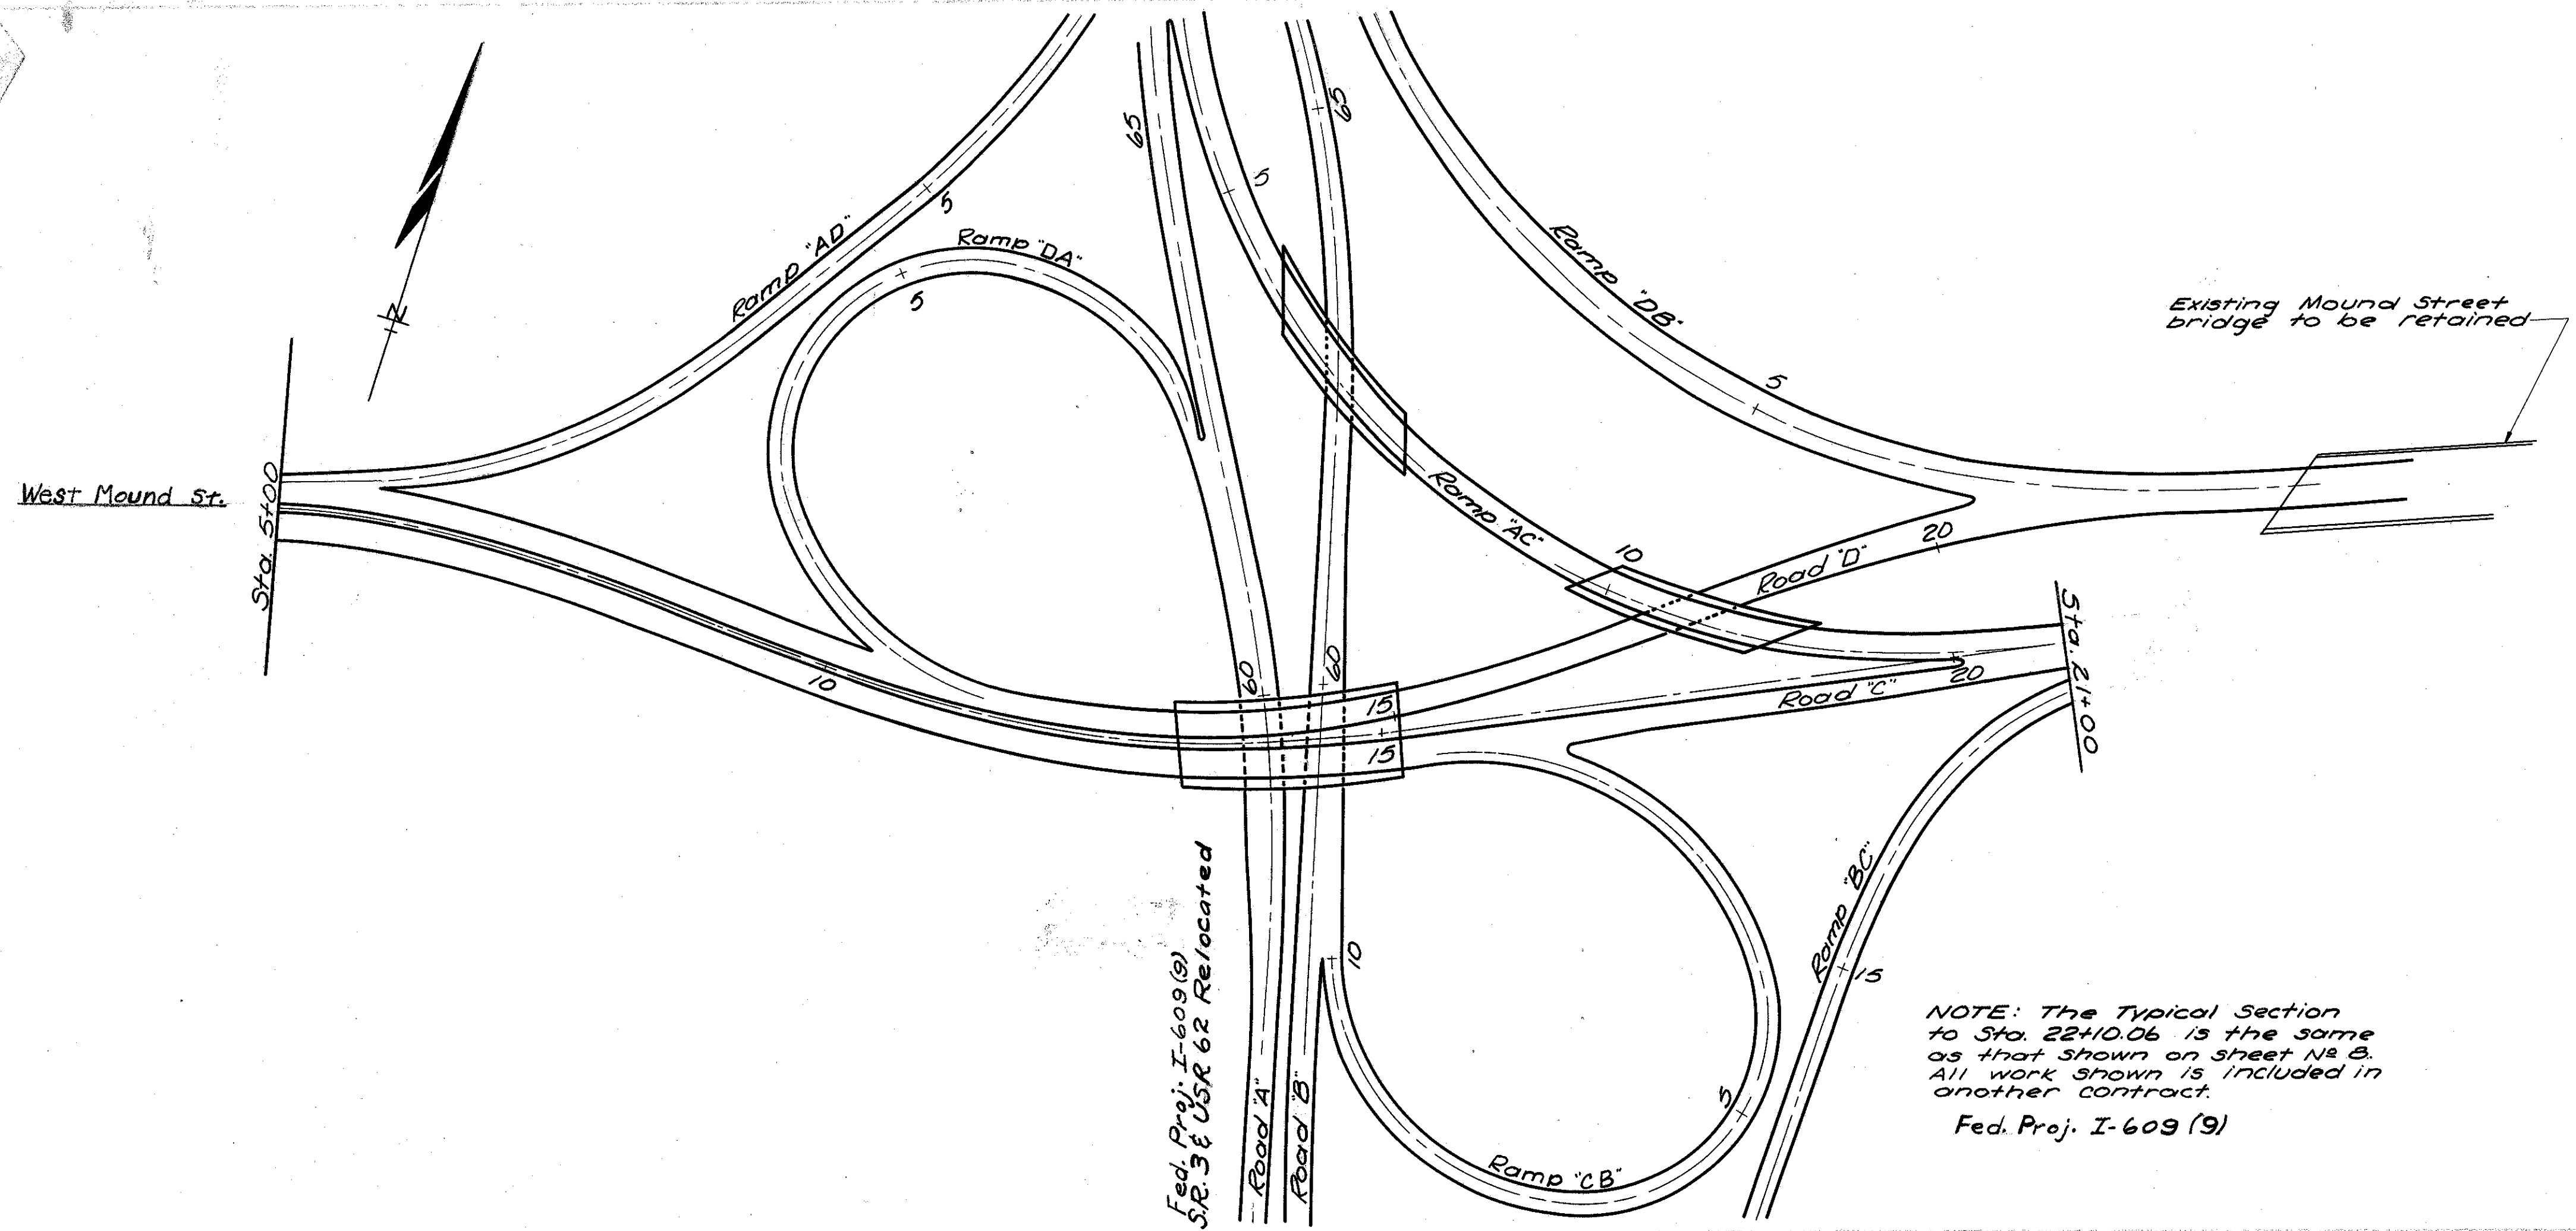 65
65
5
5
Ramp "AD"
Ramp "DA"
5
Ramp "DB"
5
N
Existing Mound Street
bridge to be retained
West Mound St.
Sta. 5+00
Ramp "AC"
10
Road "D"
20
Sta. 21+00
10
60
60
15
15
Road "C"
20
Fed. Proj. I-609(9)
S.R. 3 & USR 62 Relocated
Road "A"
Road "B"
10
Ramp "BC"
15
5
Ramp "CB"
NOTE: The Typical Section
to Sta. 22+10.06 is the same
as that shown on sheet Nº 8.
All work shown is included in
another contract.
Fed. Proj. I-609 (9)